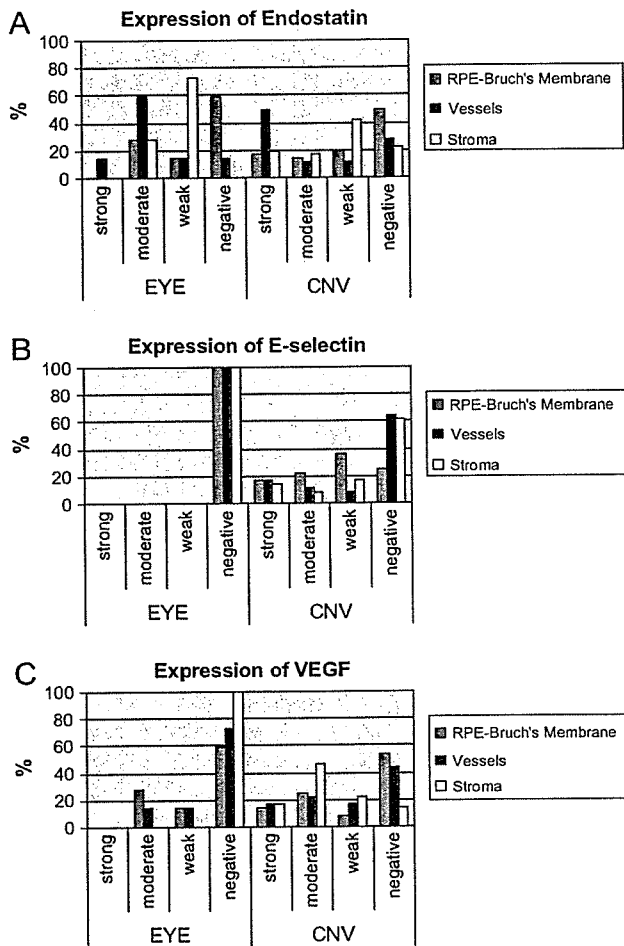 A
Expression of Endostatin
%
100
80
60
40
20
0
strong
moderate
weak
negative
strong
moderate
weak
negative
EYE
CNV
RPE-Bruch's Membrane
Vessels
Stroma
B
Expression of E-selectin
%
100
80
60
40
20
0
strong
moderate
weak
negative
strong
moderate
weak
negative
EYE
CNV
RPE-Bruch's Membrane
Vessels
Stroma
C
Expression of VEGF
%
100
80
60
40
20
0
strong
moderate
weak
negative
strong
moderate
weak
negative
EYE
CNV
RPE-Bruch's Membrane
Vessels
Stroma